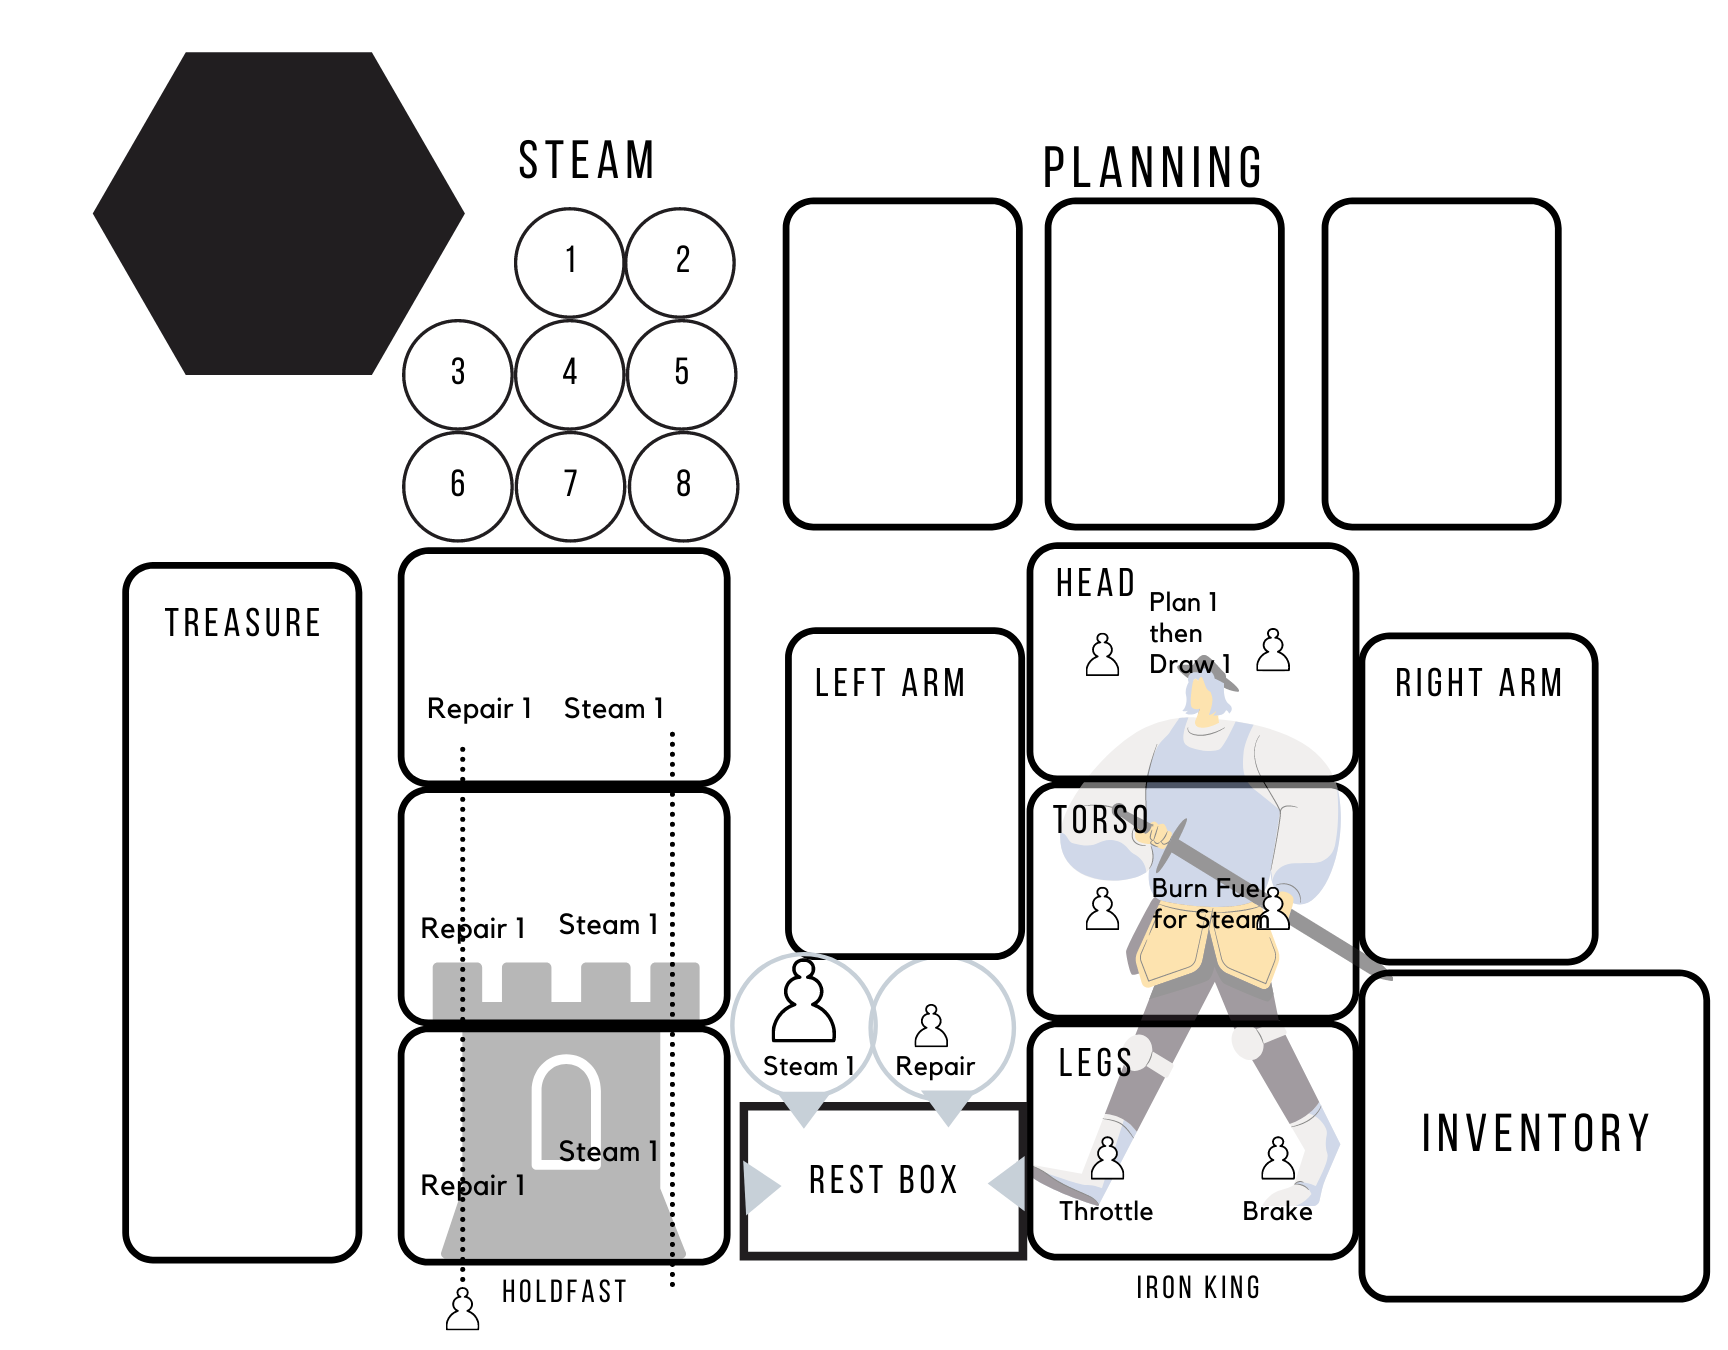 STEAM
PLANNING
1
2
3
4
5
6
7
8
TREASURE
Repair 1
Steam 1
Repair 1
Steam 1
Repair 1
Steam 1
HOLDFAST
LEFT ARM
Steam 1
Repair
REST BOX
HEAD
Plan 1
then
Draw 1
TORSO
Burn Fuel
for Steam
LEGS
Throttle
Brake
IRON KING
RIGHT ARM
INVENTORY